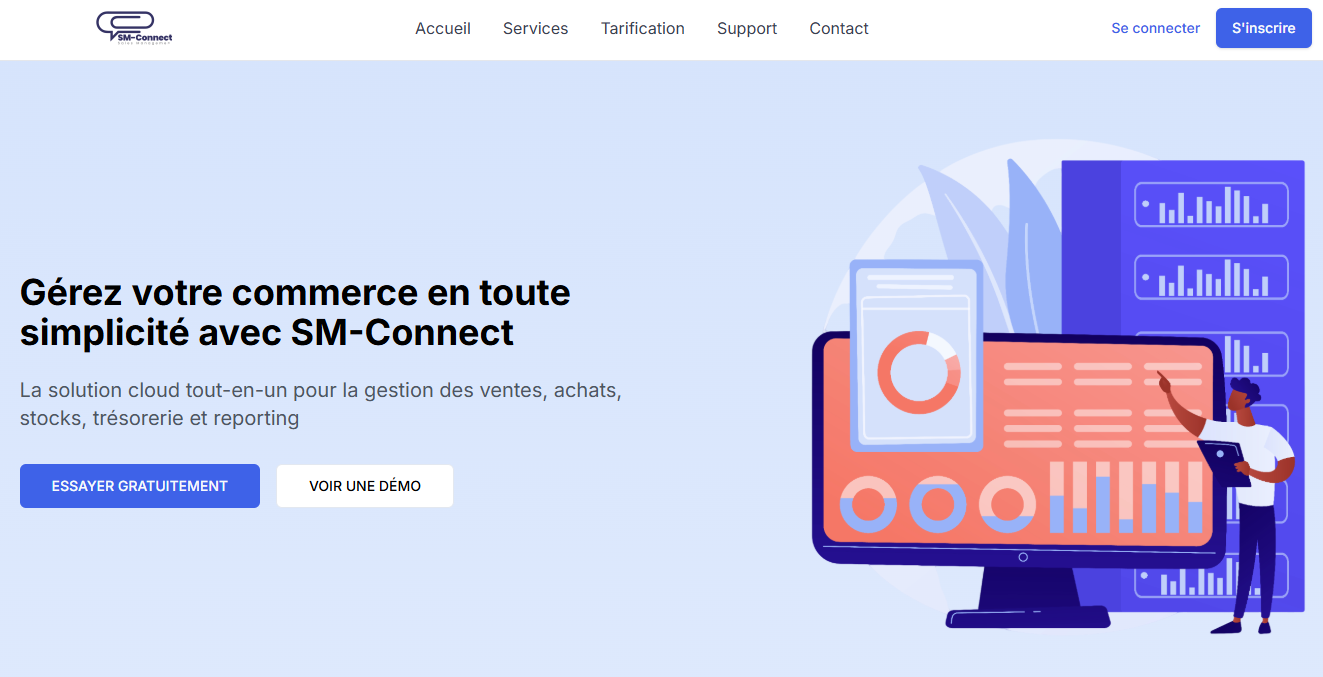 SM-Connect
Accueil
Services
Tarification
Support
Contact
Se connecter
S'inscrire
Gérez votre commerce en toute
simplicité avec SM-Connect
La solution cloud tout-en-un pour la gestion des ventes, achats,
stocks, trésorerie et reporting
ESSAYER GRATUITEMENT
VOIR UNE DÉMO